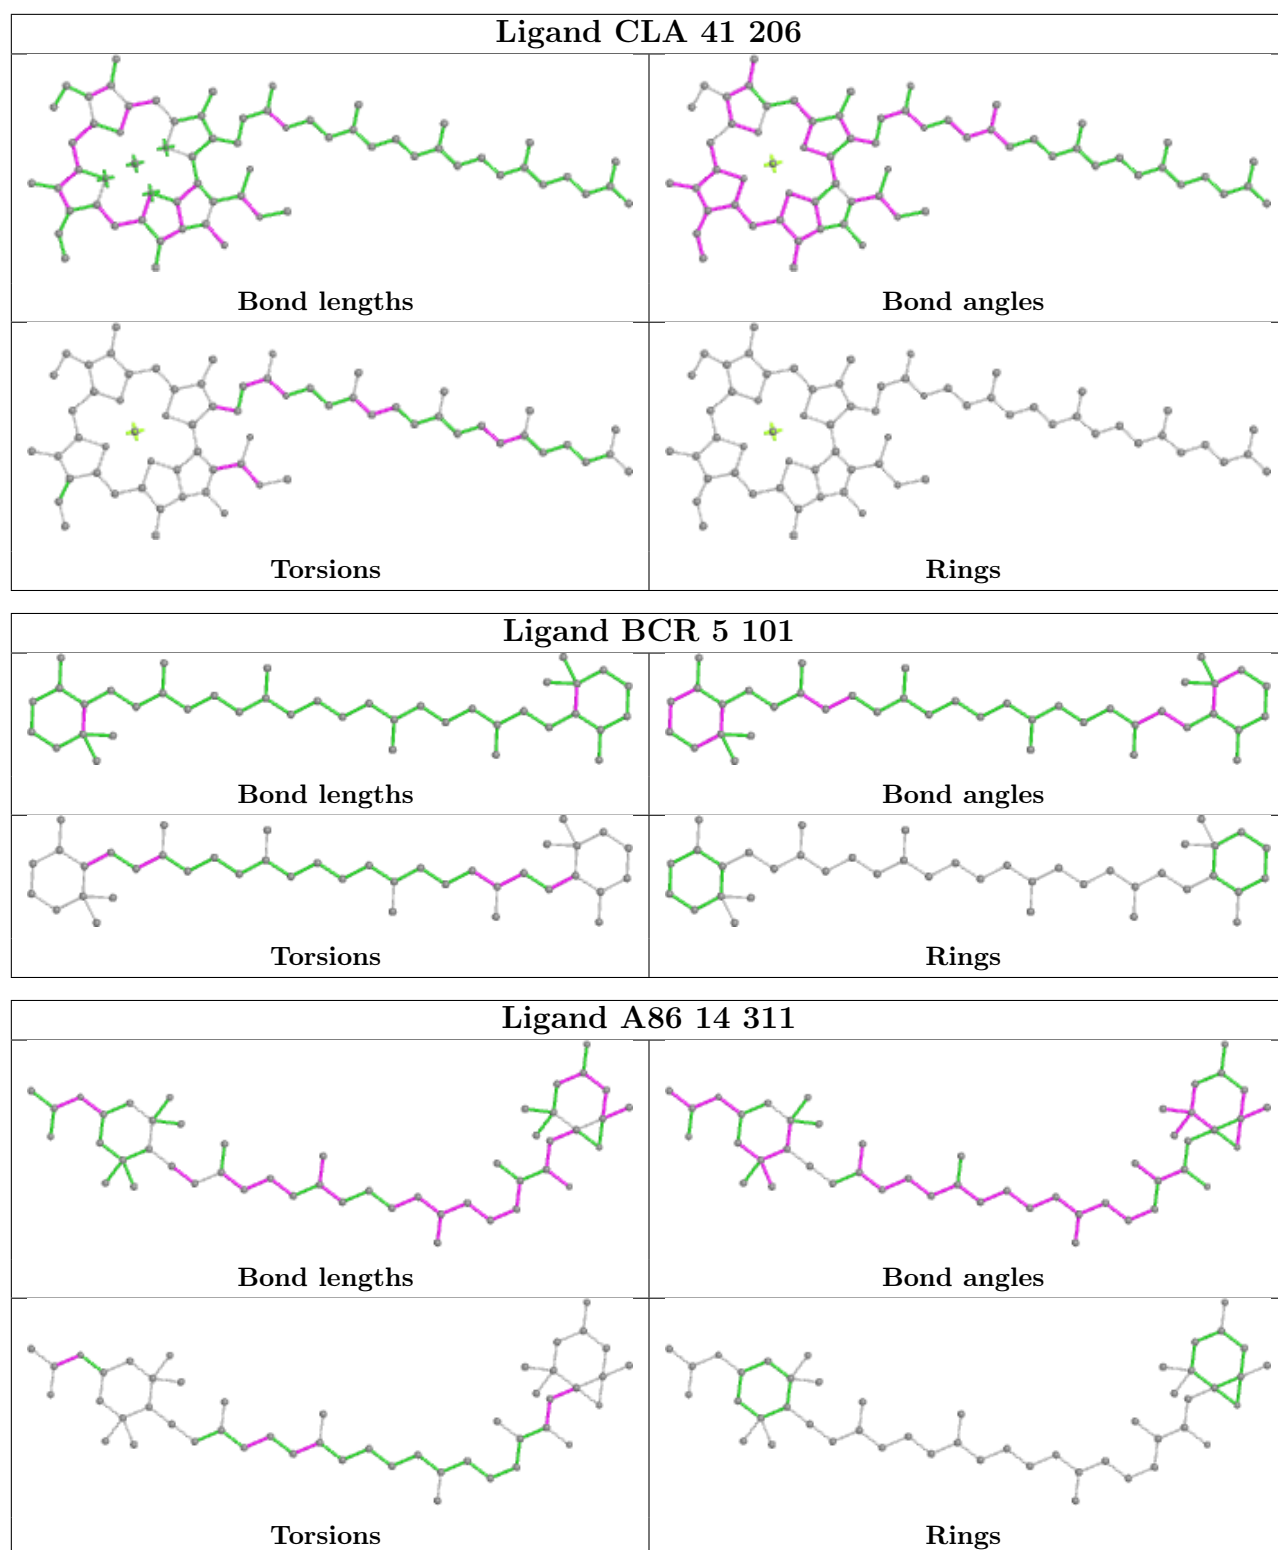 Ligand CLA 41 206
Bond lengths
Bond angles
Torsions
Rings
Ligand BCR 5 101
Bond lengths
Bond angles
Torsions
Rings
Ligand A86 14 311
Bond lengths
Bond angles
Torsions
Rings